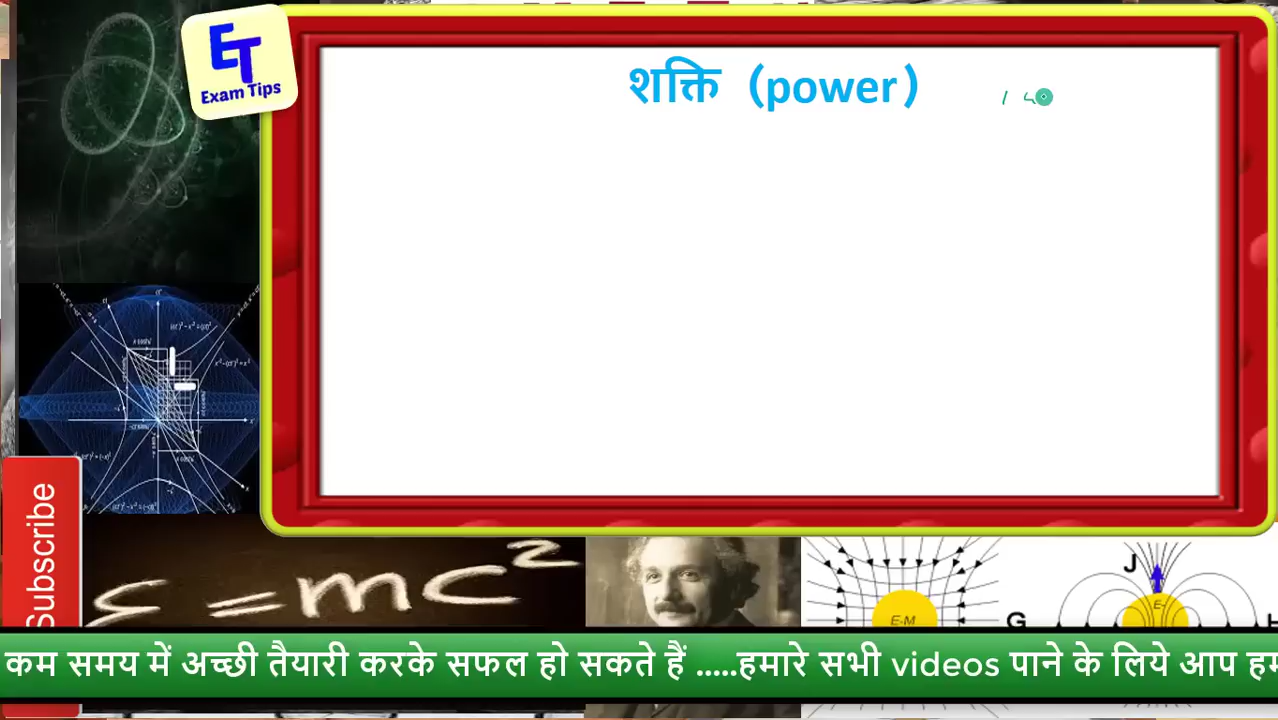 ET
Exam Tips
शक्ति (power)
Subscribe
=mc²
E-M
G
J
E-
H
कम समय में अच्छी तैयारी करके सफल हो सकते हैं .....हमारे सभी videos पाने के लिये आप हम